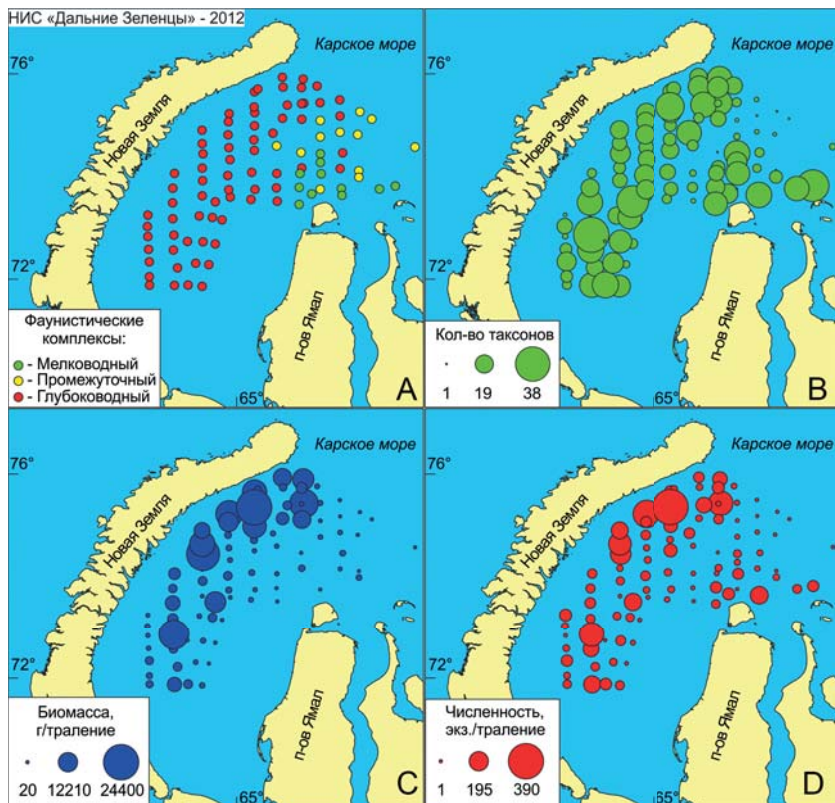 НИС «Дальние Зеленцы» - 2012
Карское море
76°
Новая Земля
72°
п-ов Ямал
65°
Фаунистические
комплексы:
- Мелководный
- Промежуточный
- Глубоководный
A
Карское море
76°
Новая Земля
72°
п-ов Ямал
65°
Кол-во таксонов
1 19 38
B
Карское море
76°
Новая Земля
72°
п-ов Ямал
65°
Биомасса,
г/траление
20 12210 24400
C
Карское море
76°
Новая Земля
72°
п-ов Ямал
65°
Численность,
экз./траление
1 195 390
D